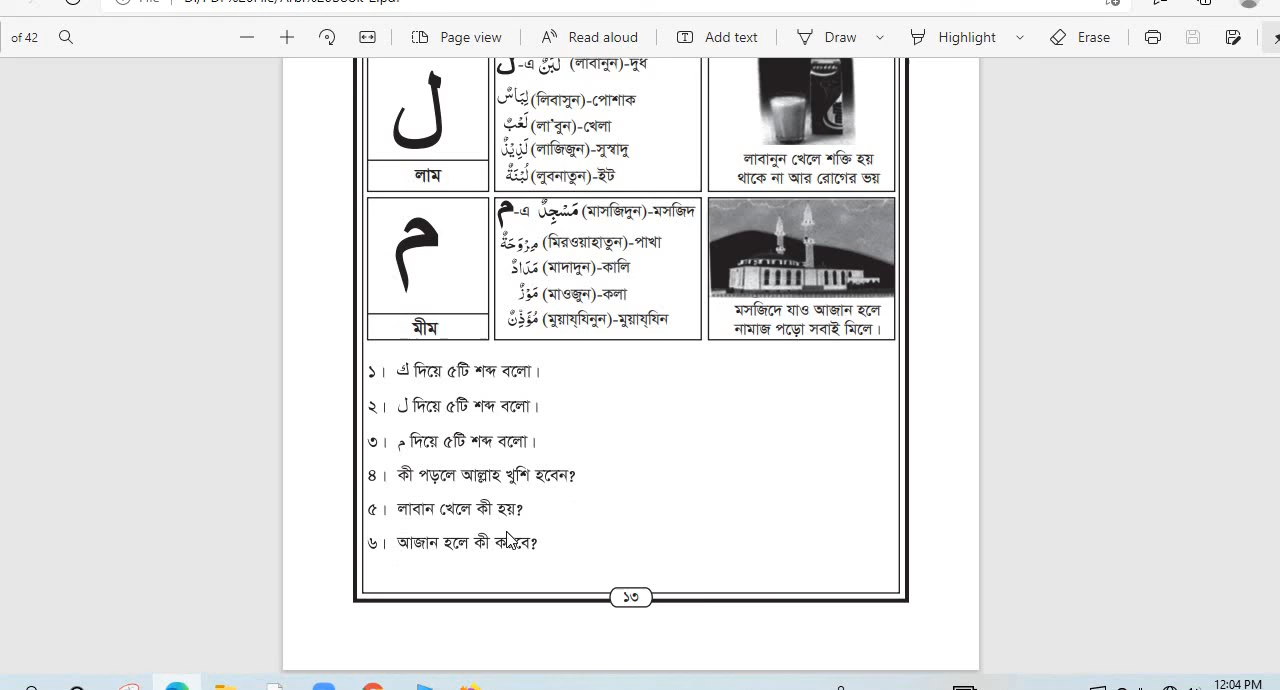 of 42
Page view
Read aloud
Add text
Draw
Highlight
Erase
ل
লাম
ل-এ لَبَنٌ (লাবানুন)-দুধ
لِبَاسٌ (লিবাসুন)-পোশাক
لَعْبٌ (লা'বুন)-খেলা
لَذِيْذٌ (লাজিজুন)-সুস্বাদু
لُبْنَةٌ (লুবনাতুন)-ইট
লাবানুন খেলে শক্তি হয়
থাকে না আর রোগের ভয়
م
মীম
م-এ مَسْجِدٌ (মাসজিদুন)-মসজিদ
مِرْوَحَةٌ (মিরওয়াহাতুন)-পাখা
مَدَادٌ (মাদাদুন)-কালি
مَوْزٌ (মাওজুন)-কলা
مُؤَذِّنٌ (মুয়ায্যিনুন)-মুয়ায্যিন
মসজিদে যাও আজান হলে
নামাজ পড়ো সবাই মিলে।
১। ك দিয়ে ৫টি শব্দ বলো।
২। ل দিয়ে ৫টি শব্দ বলো।
৩। م দিয়ে ৫টি শব্দ বলো।
৪। কী পড়লে আল্লাহ খুশি হবেন?
৫। লাবান খেলে কী হয়?
৬। আজান হলে কী করবে?
১৩
12:04 PM